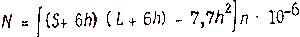 N = [(S + 6h) (L + 6h) - 7,7h²] n · 10⁻⁶